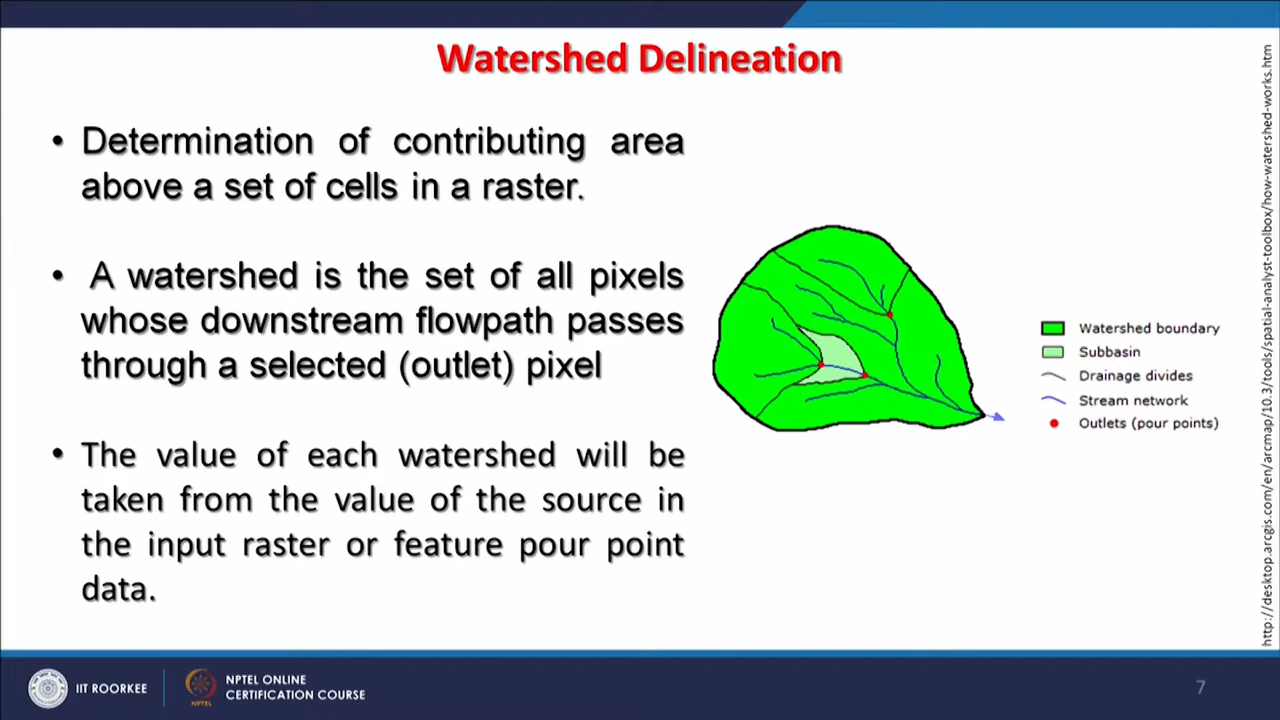 Watershed Delineation
• Determination of contributing area
above a set of cells in a raster.
• A watershed is the set of all pixels
whose downstream flowpath passes
through a selected (outlet) pixel
• The value of each watershed will be
taken from the value of the source in
the input raster or feature pour point
data.
Watershed boundary
Subbasin
Drainage divides
Stream network
Outlets (pour points)
http://desktop.arcgis.com/en/arcmap/10.3/tools/spatial-analyst-toolbox/how-watershed-works.htm
IIT ROORKEE
NPTEL
NPTEL ONLINE
CERTIFICATION COURSE
7